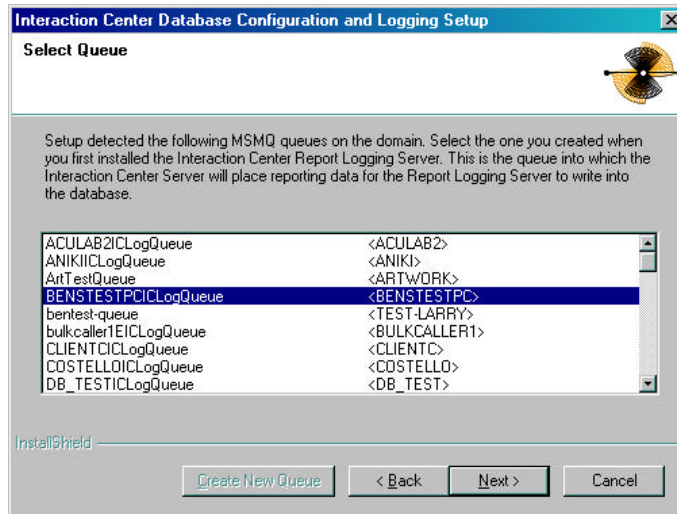 Interaction Center Database Configuration and Logging Setup
Select Queue
Setup detected the following MSMQ queues on the domain. Select the one you created when
you first installed the Interaction Center Report Logging Server. This is the queue into which the
Interaction Center Server will place reporting data for the Report Logging Server to write into
the database.
ACULAB2ICLogQueue <ACULAB2>
ANIKIICLogQueue <ANIKI>
ArtTestQueue <ARTWORK>
BENSTESTPCICLogQueue <BENSTESTPC>
bentest-queue <TEST-LARRY>
bulkcaller1EICLogQueue <BULKCALLER1>
CLIENTCICLogQueue <CLIENTC>
COSTELLOICLogQueue <COSTELLO>
DB_TESTICLogQueue <DB_TEST>
InstallShield
Create New Queue < Back Next > Cancel